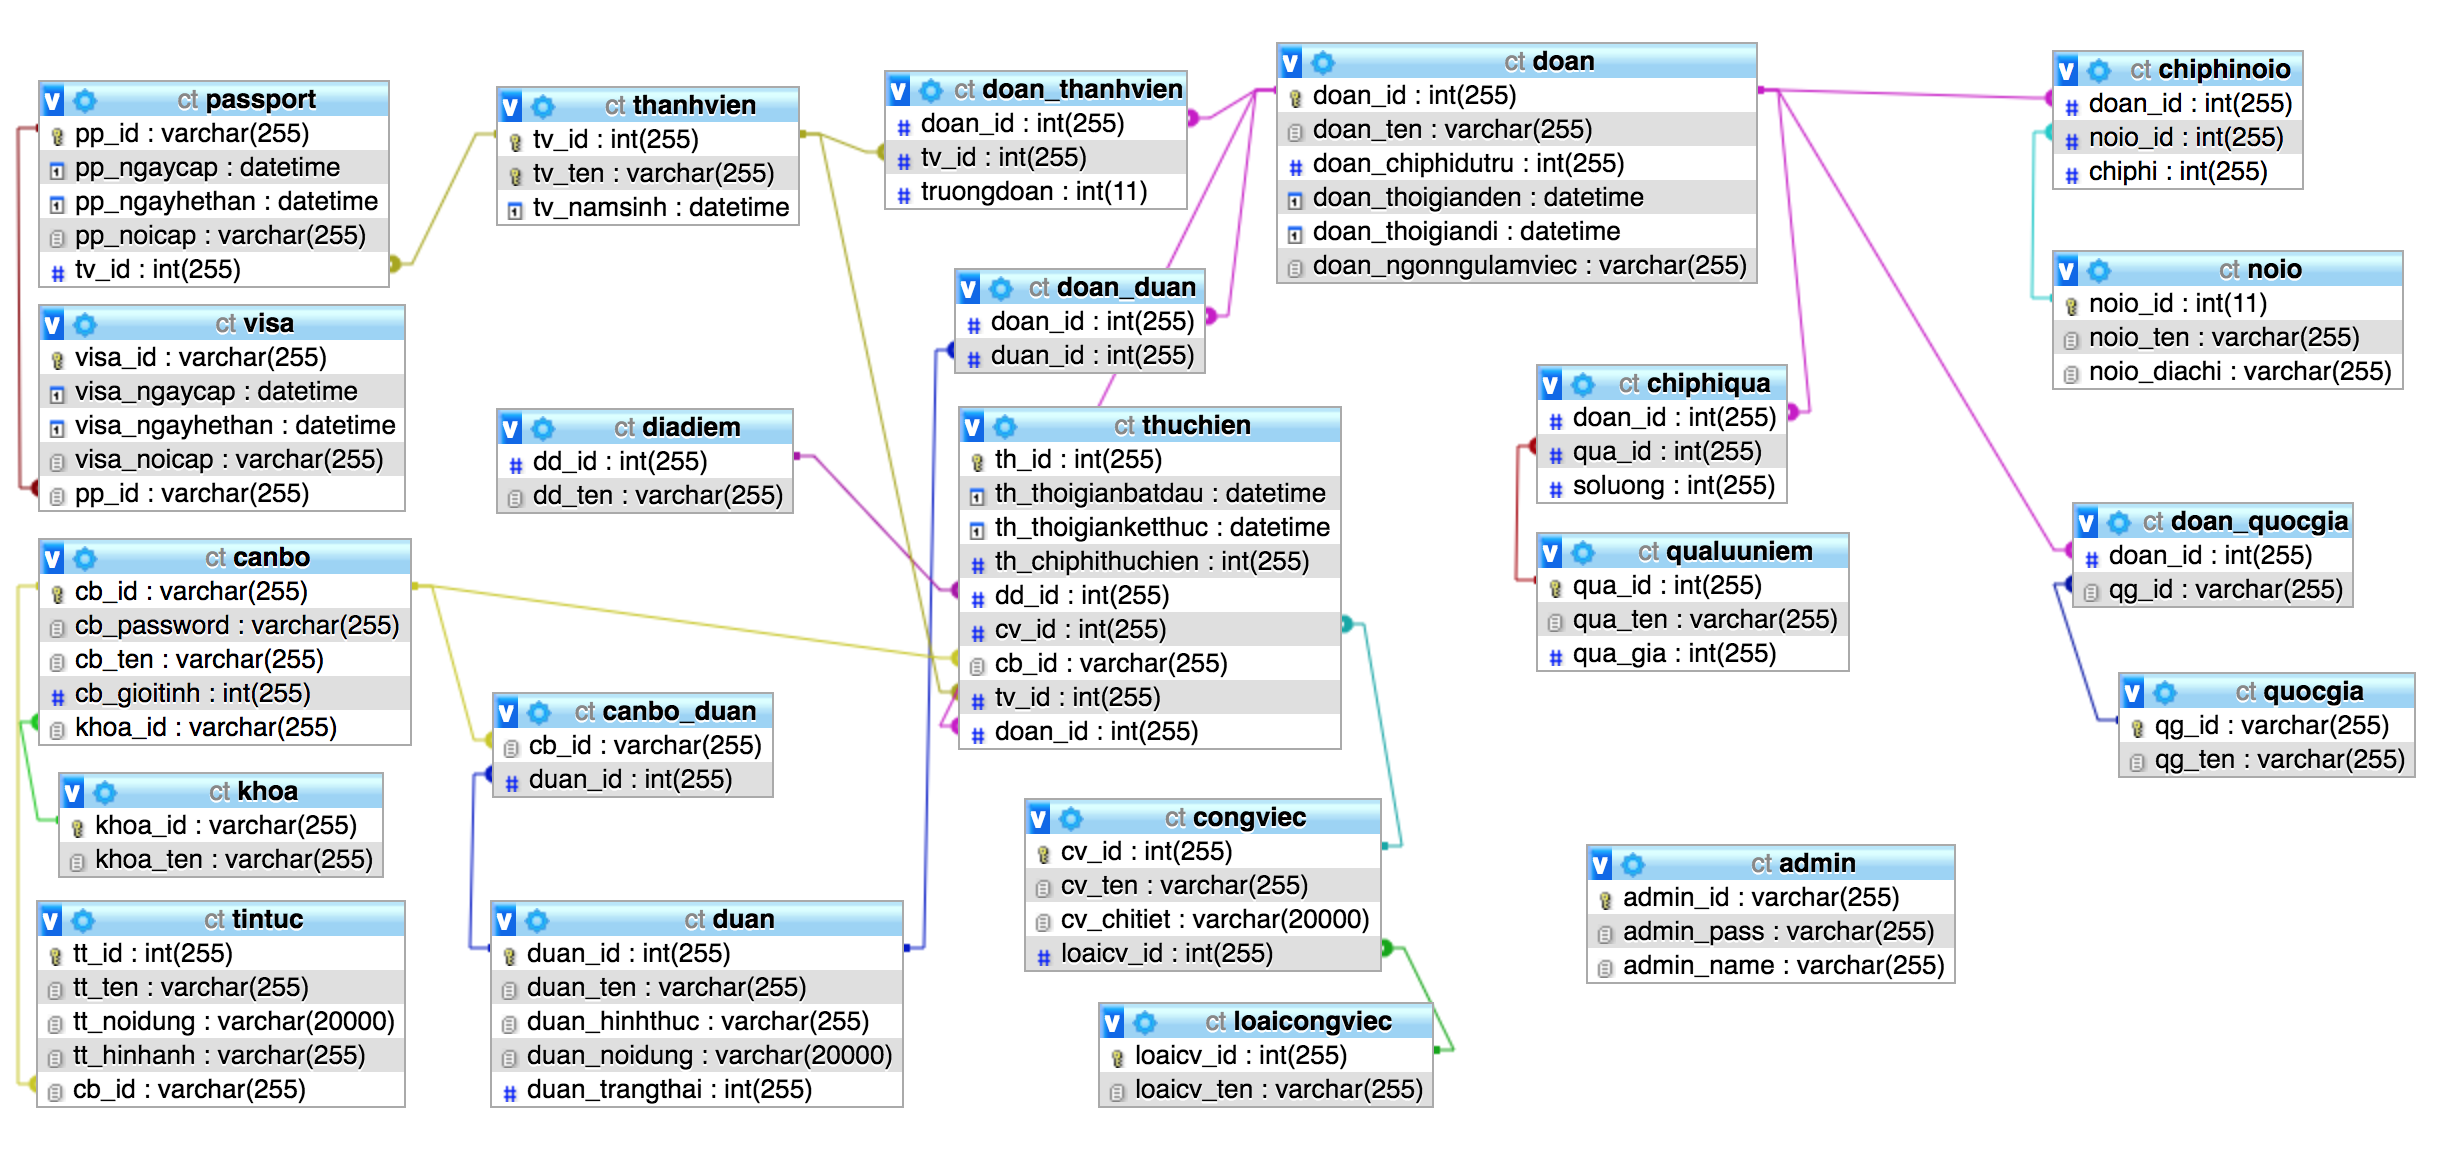 ct passport
pp_id : varchar(255)
pp_ngaycap : datetime
pp_ngayhethan : datetime
pp_noicap : varchar(255)
tv_id : int(255)
ct visa
visa_id : varchar(255)
visa_ngaycap : datetime
visa_ngayhethan : datetime
visa_noicap : varchar(255)
pp_id : varchar(255)
ct canbo
cb_id : varchar(255)
cb_password : varchar(255)
cb_ten : varchar(255)
cb_gioitinh : int(255)
khoa_id : varchar(255)
ct khoa
khoa_id : varchar(255)
khoa_ten : varchar(255)
ct tintuc
tt_id : int(255)
tt_ten : varchar(255)
tt_noidung : varchar(20000)
tt_hinhanh : varchar(255)
cb_id : varchar(255)
ct thanhvien
tv_id : int(255)
tv_ten : varchar(255)
tv_namsinh : datetime
ct diadiem
dd_id : int(255)
dd_ten : varchar(255)
ct canbo_duan
cb_id : varchar(255)
duan_id : int(255)
ct duan
duan_id : int(255)
duan_ten : varchar(255)
duan_hinhthuc : varchar(255)
duan_noidung : varchar(20000)
duan_trangthai : int(255)
ct doan_thanhvien
doan_id : int(255)
tv_id : int(255)
truongdoan : int(11)
ct doan_duan
doan_id : int(255)
duan_id : int(255)
ct thuchien
th_id : int(255)
th_thoigianbatdau : datetime
th_thoigianketthuc : datetime
th_chiphithuchien : int(255)
dd_id : int(255)
cv_id : int(255)
cb_id : varchar(255)
tv_id : int(255)
doan_id : int(255)
ct congviec
cv_id : int(255)
cv_ten : varchar(255)
cv_chitiet : varchar(20000)
loaicv_id : int(255)
ct loaicongviec
loaicv_id : int(255)
loaicv_ten : varchar(255)
ct doan
doan_id : int(255)
doan_ten : varchar(255)
doan_chiphidutru : int(255)
doan_thoigianden : datetime
doan_thoigiandi : datetime
doan_ngonngulamviec : varchar(255)
ct chiphiqua
doan_id : int(255)
qua_id : int(255)
soluong : int(255)
ct qualuuniem
qua_id : int(255)
qua_ten : varchar(255)
qua_gia : int(255)
ct admin
admin_id : varchar(255)
admin_pass : varchar(255)
admin_name : varchar(255)
ct chiphinoio
doan_id : int(255)
noio_id : int(255)
chiphi : int(255)
ct noio
noio_id : int(11)
noio_ten : varchar(255)
noio_diachi : varchar(255)
ct doan_quocgia
doan_id : int(255)
qg_id : varchar(255)
ct quocgia
qg_id : varchar(255)
qg_ten : varchar(255)